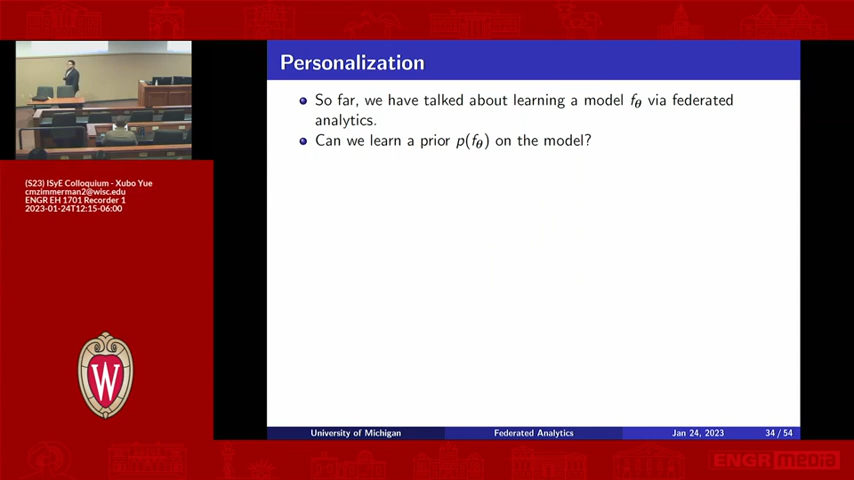 Personalization
So far, we have talked about learning a model fθ via federated
analytics.
Can we learn a prior p(fθ) on the model?
(S23) ISyE Colloquium - Xubo Yue
cmzimmerman2@wisc.edu
ENGR EH 1701 Recorder 1
2023-01-24T12:15-06:00
W
University of Michigan Federated Analytics Jan 24, 2023 34 / 54
ENGR media